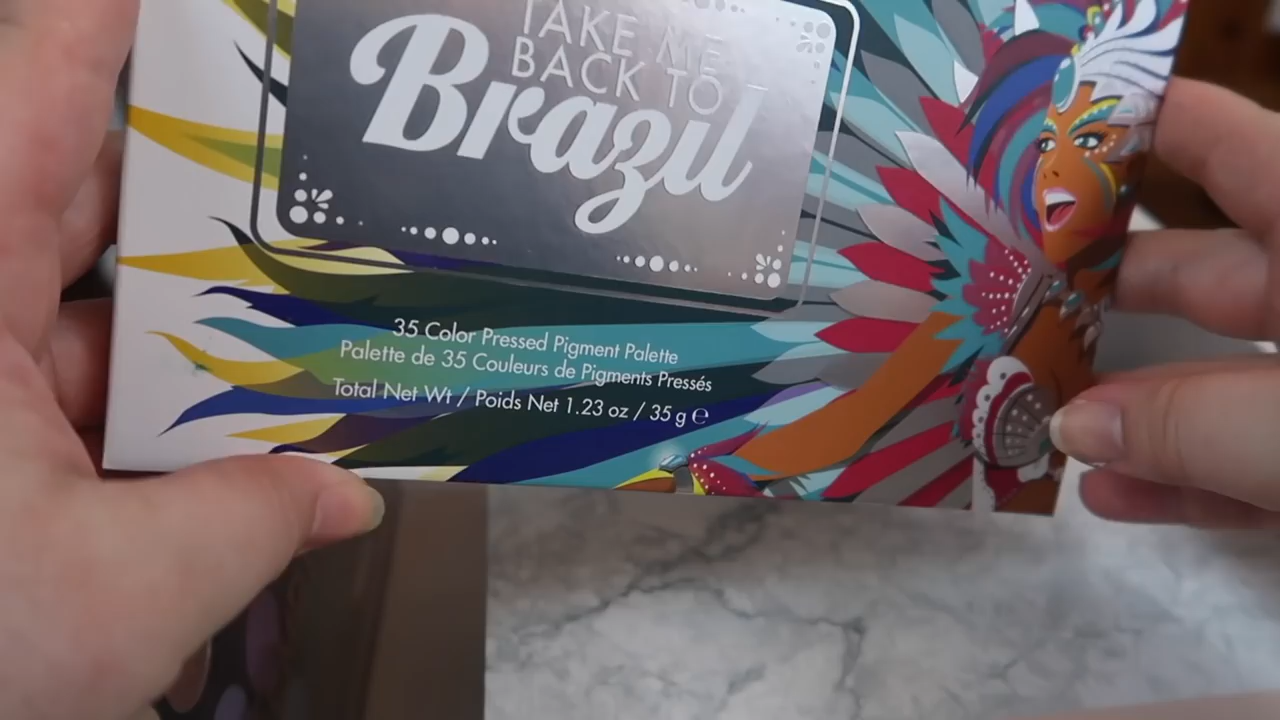 TAKE ME
BACK TO
Brazil
35 Color Pressed Pigment Palette
Palette de 35 Couleurs de Pigments Pressés
Total Net Wt / Poids Net 1.23 oz / 35 g ℮